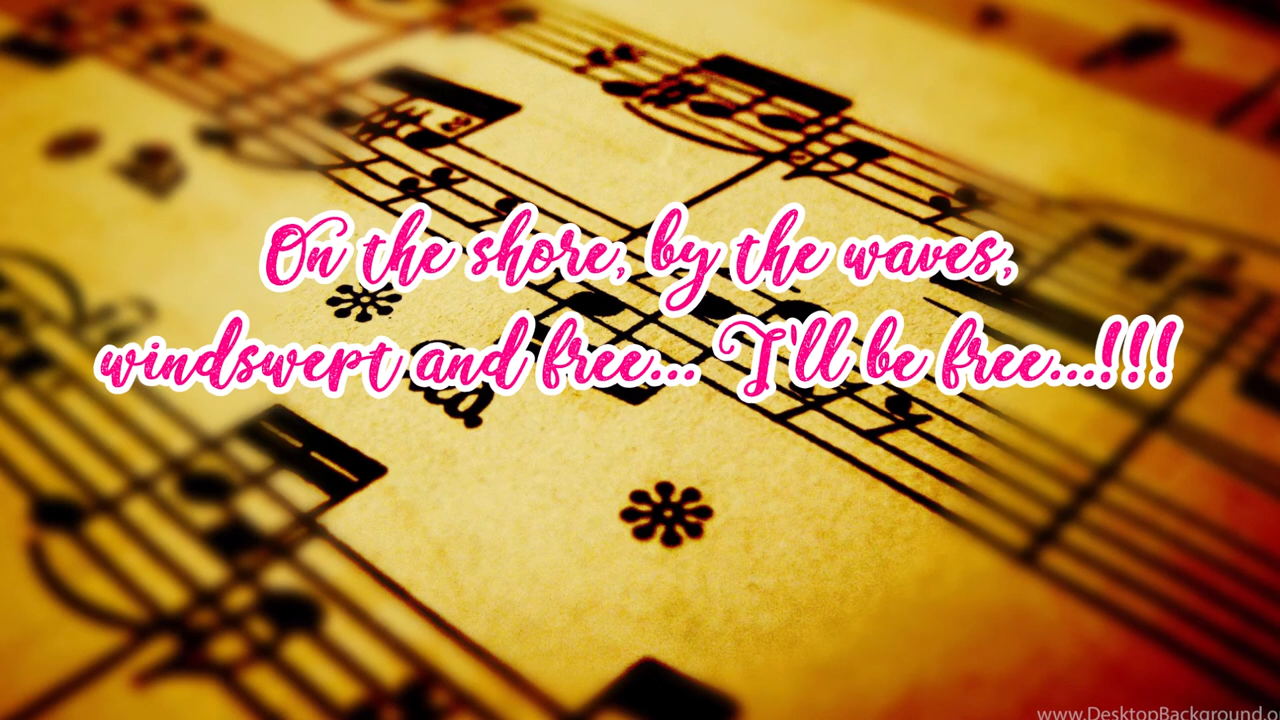 On the shore, by the waves,
windswept and free... I'll be free...!!!
www.DesktopBackground.o